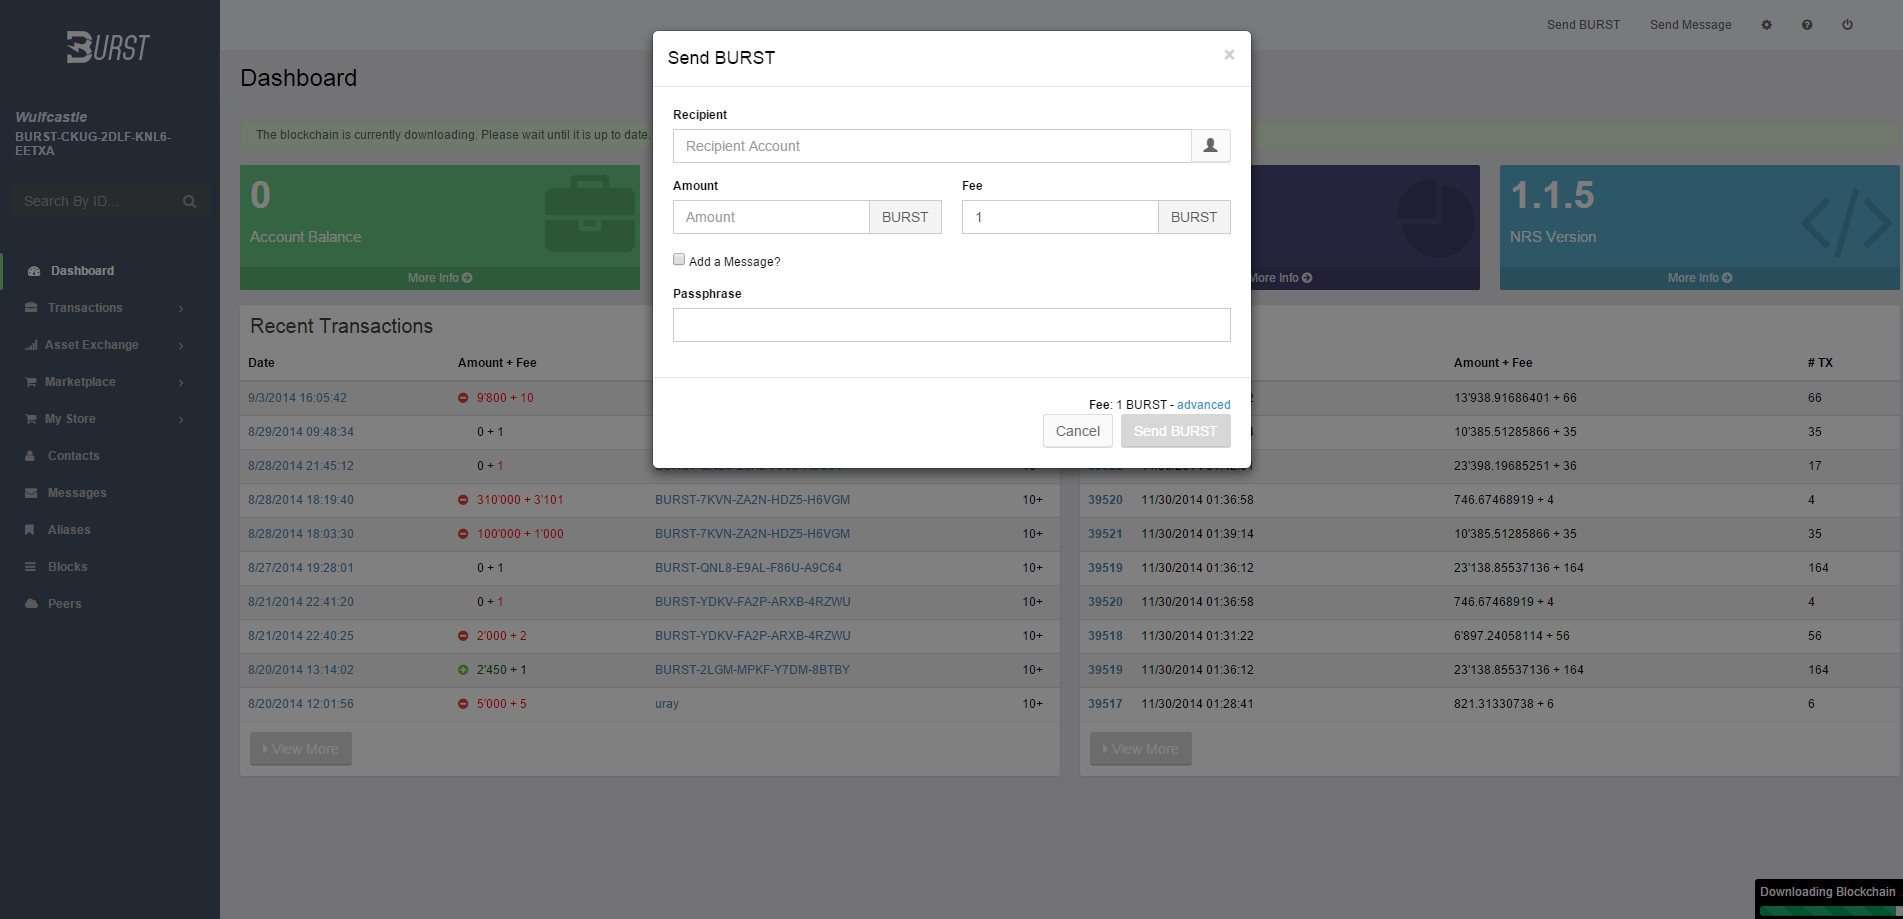 BURST
Wulfcastle
BURST-CKUG-2DLF-KNL6-
EETXA
Search By ID...
Dashboard
Transactions
Asset Exchange
Marketplace
My Store
Contacts
Messages
Aliases
Blocks
Peers
Send BURST Send Message
Dashboard
The blockchain is currently downloading. Please wait until it is up to date.
0
Account Balance
More Info
More Info
1.1.5
NRS Version
More Info
Send BURST ×
Recipient
Recipient Account
Amount Fee
Amount BURST 1 BURST
Add a Message?
Passphrase
Fee: 1 BURST - advanced
Cancel Send BURST
Recent Transactions
Date Amount + Fee
9/3/2014 16:05:42 9'800 + 10
8/29/2014 09:48:34 0 + 1
8/28/2014 21:45:12 0 + 1
8/28/2014 18:19:40 310'000 + 3'101 BURST-7KVN-ZA2N-HDZ5-H6VGM 10+
8/28/2014 18:03:30 100'000 + 1'000 BURST-7KVN-ZA2N-HDZ5-H6VGM 10+
8/27/2014 19:28:01 0 + 1 BURST-QNL8-E9AL-F86U-A9C64 10+
8/21/2014 22:41:20 0 + 1 BURST-YDKV-FA2P-ARXB-4RZWU 10+
8/21/2014 22:40:25 2'000 + 2 BURST-YDKV-FA2P-ARXB-4RZWU 10+
8/20/2014 13:14:02 2'450 + 1 BURST-2LGM-MPKF-Y7DM-8BTBY 10+
8/20/2014 12:01:56 5'000 + 5 uray 10+
View More
Amount + Fee # TX
13'938.91686401 + 66 66
10'385.51285866 + 35 35
23'398.19685251 + 36 17
39520 11/30/2014 01:36:58 746.67468919 + 4 4
39521 11/30/2014 01:39:14 10'385.51285866 + 35 35
39519 11/30/2014 01:36:12 23'138.85537136 + 164 164
39520 11/30/2014 01:36:58 746.67468919 + 4 4
39518 11/30/2014 01:31:22 6'897.24058114 + 56 56
39519 11/30/2014 01:36:12 23'138.85537136 + 164 164
39517 11/30/2014 01:28:41 821.31330738 + 6 6
View More
Downloading Blockchain